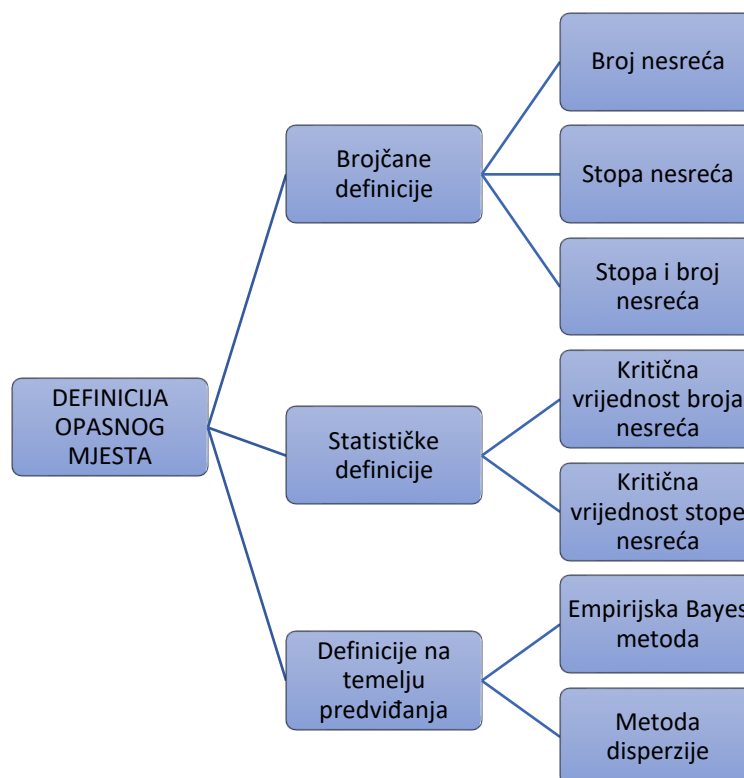 DEFINICIJA
OPASNOG
MJESTA
Brojčane
definicije
Broj nesreća
Stopa nesreća
Stopa i broj
nesreća
Statističke
definicije
Kritična
vrijednost broja
nesreća
Kritična
vrijednost stope
nesreća
Definicije na
temelju
predviđanja
Empirijska Bayes
metoda
Metoda
disperzije